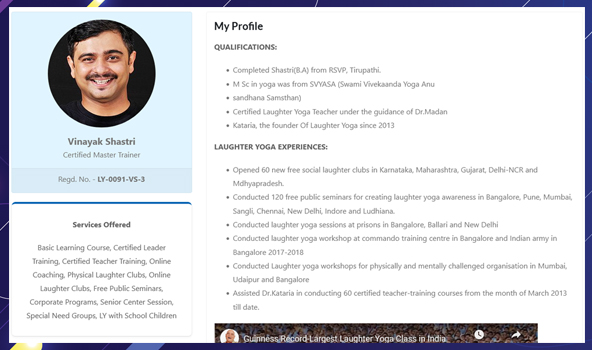 Vinayak Shastri
Certified Master Trainer
Regd. No. - LY-0091-VS-3
Services Offered
Basic Learning Course, Certified Leader
Training, Certified Teacher Training, Online
Coaching, Physical Laughter Clubs, Online
Laughter Clubs, Free Public Seminars,
Corporate Programs, Senior Center Session,
Special Need Groups, LY with School Children
My Profile
QUALIFICATIONS:
Completed Shastri(B.A) from RSVP, Tirupathi.
M Sc in yoga was from SVYASA (Swami Vivekaanda Yoga Anu
sandhana Samsthan)
Certified Laughter Yoga Teacher under the guidance of Dr.Madan
Kataria, the founder Of Laughter Yoga since 2013
LAUGHTER YOGA EXPERIENCES:
Opened 60 new free social laughter clubs in Karnataka, Maharashtra, Gujarat, Delhi-NCR and
Mdhyapradesh.
Conducted 120 free public seminars for creating laughter yoga awareness in Bangalore, Pune, Mumbai,
Sangli, Chennai, New Delhi, Indore and Ludhiana.
Conducted laughter yoga sessions at prisons in Bangalore, Ballari and New Delhi
Conducted laughter yoga workshop at commando training centre in Bangalore and Indian army in
Bangalore 2017-2018
Conducted Laughter yoga workshops for physically and mentally challenged organisation in Mumbai,
Udaipur and Bangalore
Assisted Dr.Kataria in conducting 60 certified teacher-training courses from the month of March 2013
till date.
Guinness Record-Largest Laughter Yoga Class in India